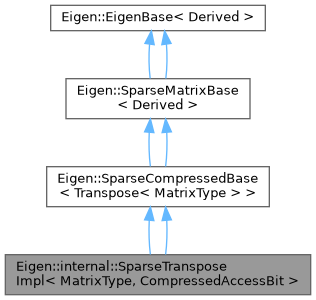 Eigen::EigenBase< Derived >
Eigen::SparseMatrixBase
< Derived >
Eigen::SparseCompressedBase
< Transpose< MatrixType > >
Eigen::internal::SparseTranspose
Impl< MatrixType, CompressedAccessBit >